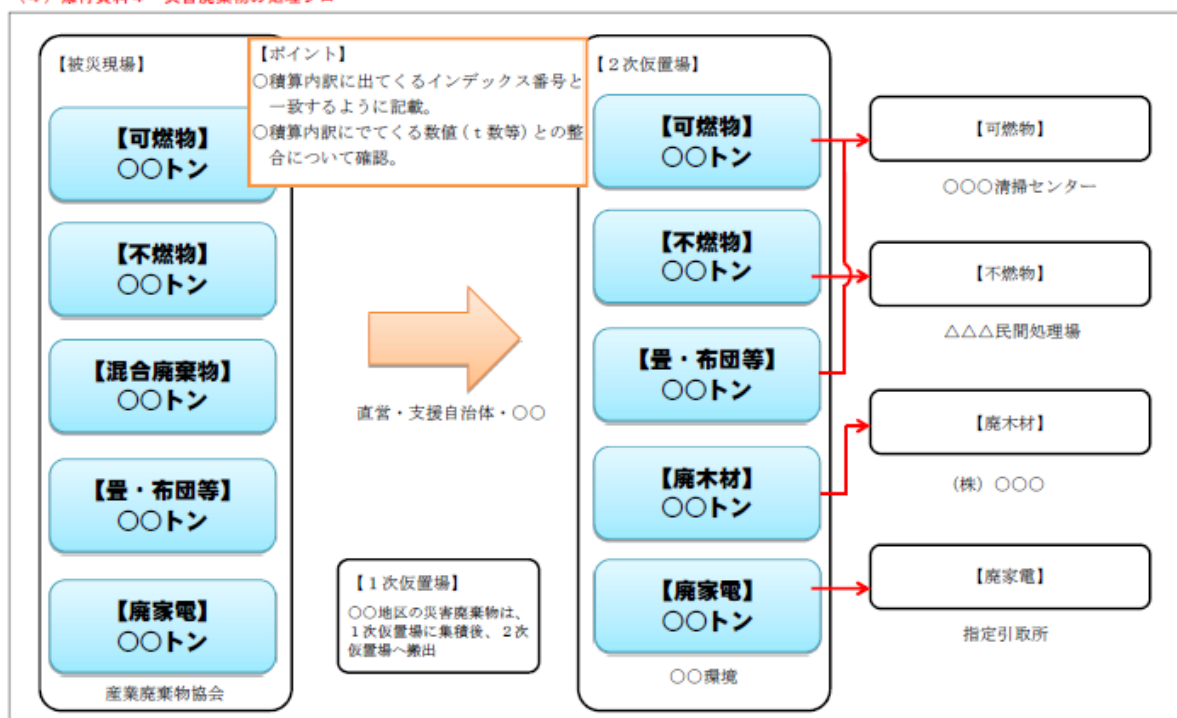 【被災現場】
【可燃物】
○○トン
【不燃物】
○○トン
【混合廃棄物】
○○トン
【畳・布団等】
○○トン
【廃家電】
○○トン
産業廃棄物協会
【ポイント】
○積算内訳に出てくるインデックス番号と
一致するように記載。
○積算内訳にでてくる数値(t数等)との整
合について確認。
直営・支援自治体・○○
【1次仮置場】
○○地区の災害廃棄物は、
1次仮置場に集積後、2次
仮置場へ搬出
【2次仮置場】
【可燃物】
○○トン
【不燃物】
○○トン
【畳・布団等】
○○トン
【廃木材】
○○トン
【廃家電】
○○トン
○○環境
【可燃物】
○○○清掃センター
【不燃物】
△△△民間処理場
【廃木材】
(株)○○○
【廃家電】
指定引取所